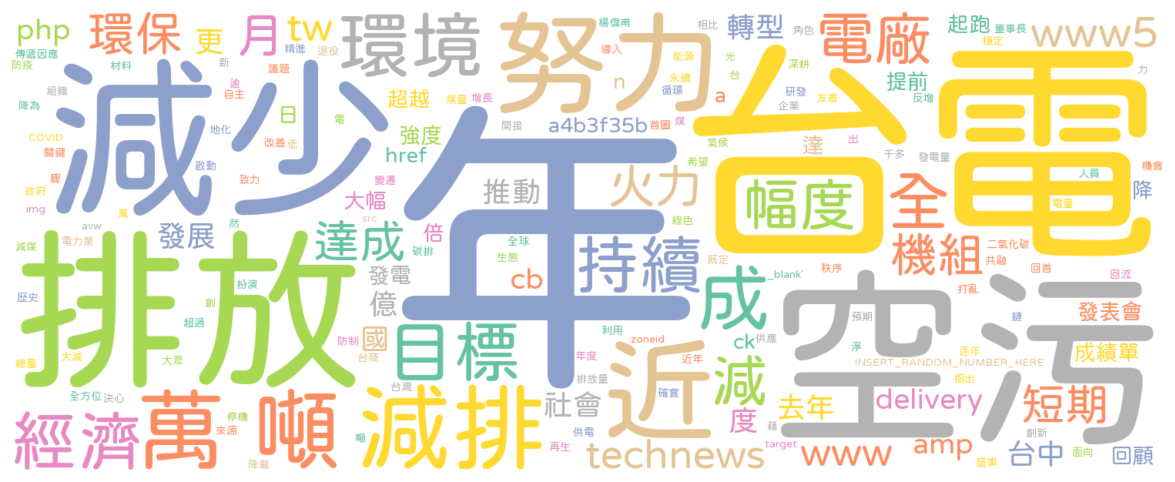 php
環保
更
月
tw
環境
努力
楊偉甫
相比
角色
轉型
電廠
起跑
董事長
www5
傳遞因應
防疫
材料
精進
退役
新
議題
導入
n
能源
永續
循環
光
台
深耕
研發
企業
友善
提前
穩定
反增
力
組織
降為
逾
自主
日
超越
煤量
增長
a
減少
年
台電
COVID
關鍵
地化
改善
低
電
強度
間接
a4b3f35b
首圖
煤
氣候
達
出
千多
發電量
希望
機會
驟
啟動
href
政府
致力
變遷
推動
火力
幅度
全
人員
降
img
萬
大幅
src
綠色
電量
avw
然
減煤
電力業
發展
達成
倍
碳排
全球
生態
持續
既定
機組
二氧化碳
共融
回首
回流
排放
發電
cb
成
_blank'
秩序
打亂
歷史
扮演
創
超過
億
空污
預期
鏈
發表會
防制
國
目標
利用
zoneid
ck
供應
淨
逐年
成績單
總量
大減
大眾
台商
年度
近年
INSERT_RANDOM_NUMBER_HERE'
指出
台灣
排放量
近
確實
減
全方位
決心
停機
來源
減排
社會
去年
藉
delivery
短期
經濟
萬
噸
噸
供電
度
創新
降載
再生
technews
target
www
amp
盛事
台中
面向
回顧